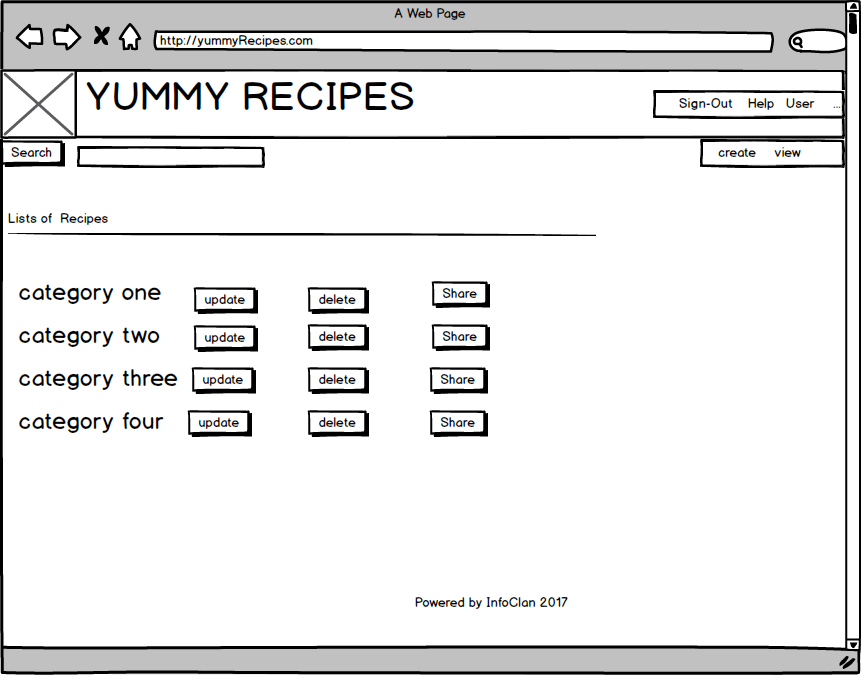 A Web Page
http://yummyRecipes.com
YUMMY RECIPES
Sign-Out Help User ...
Search
create view
Lists of Recipes
category one update delete Share
category two update delete Share
category three update delete Share
category four update delete Share
Powered by InfoClan 2017